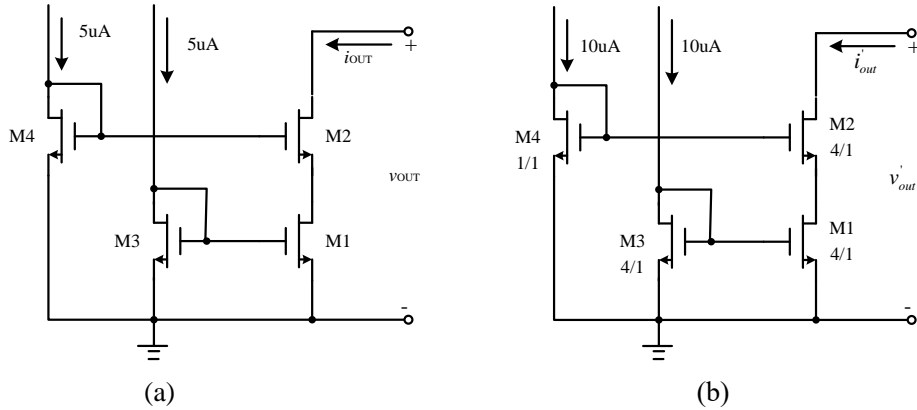 5uA
5uA
iOUT
+
M4
M2
vOUT
M3
M1
-
(a)
10uA
10uA
i'out
+
M4
1/1
M2
4/1
v'out
M3
4/1
M1
4/1
-
(b)